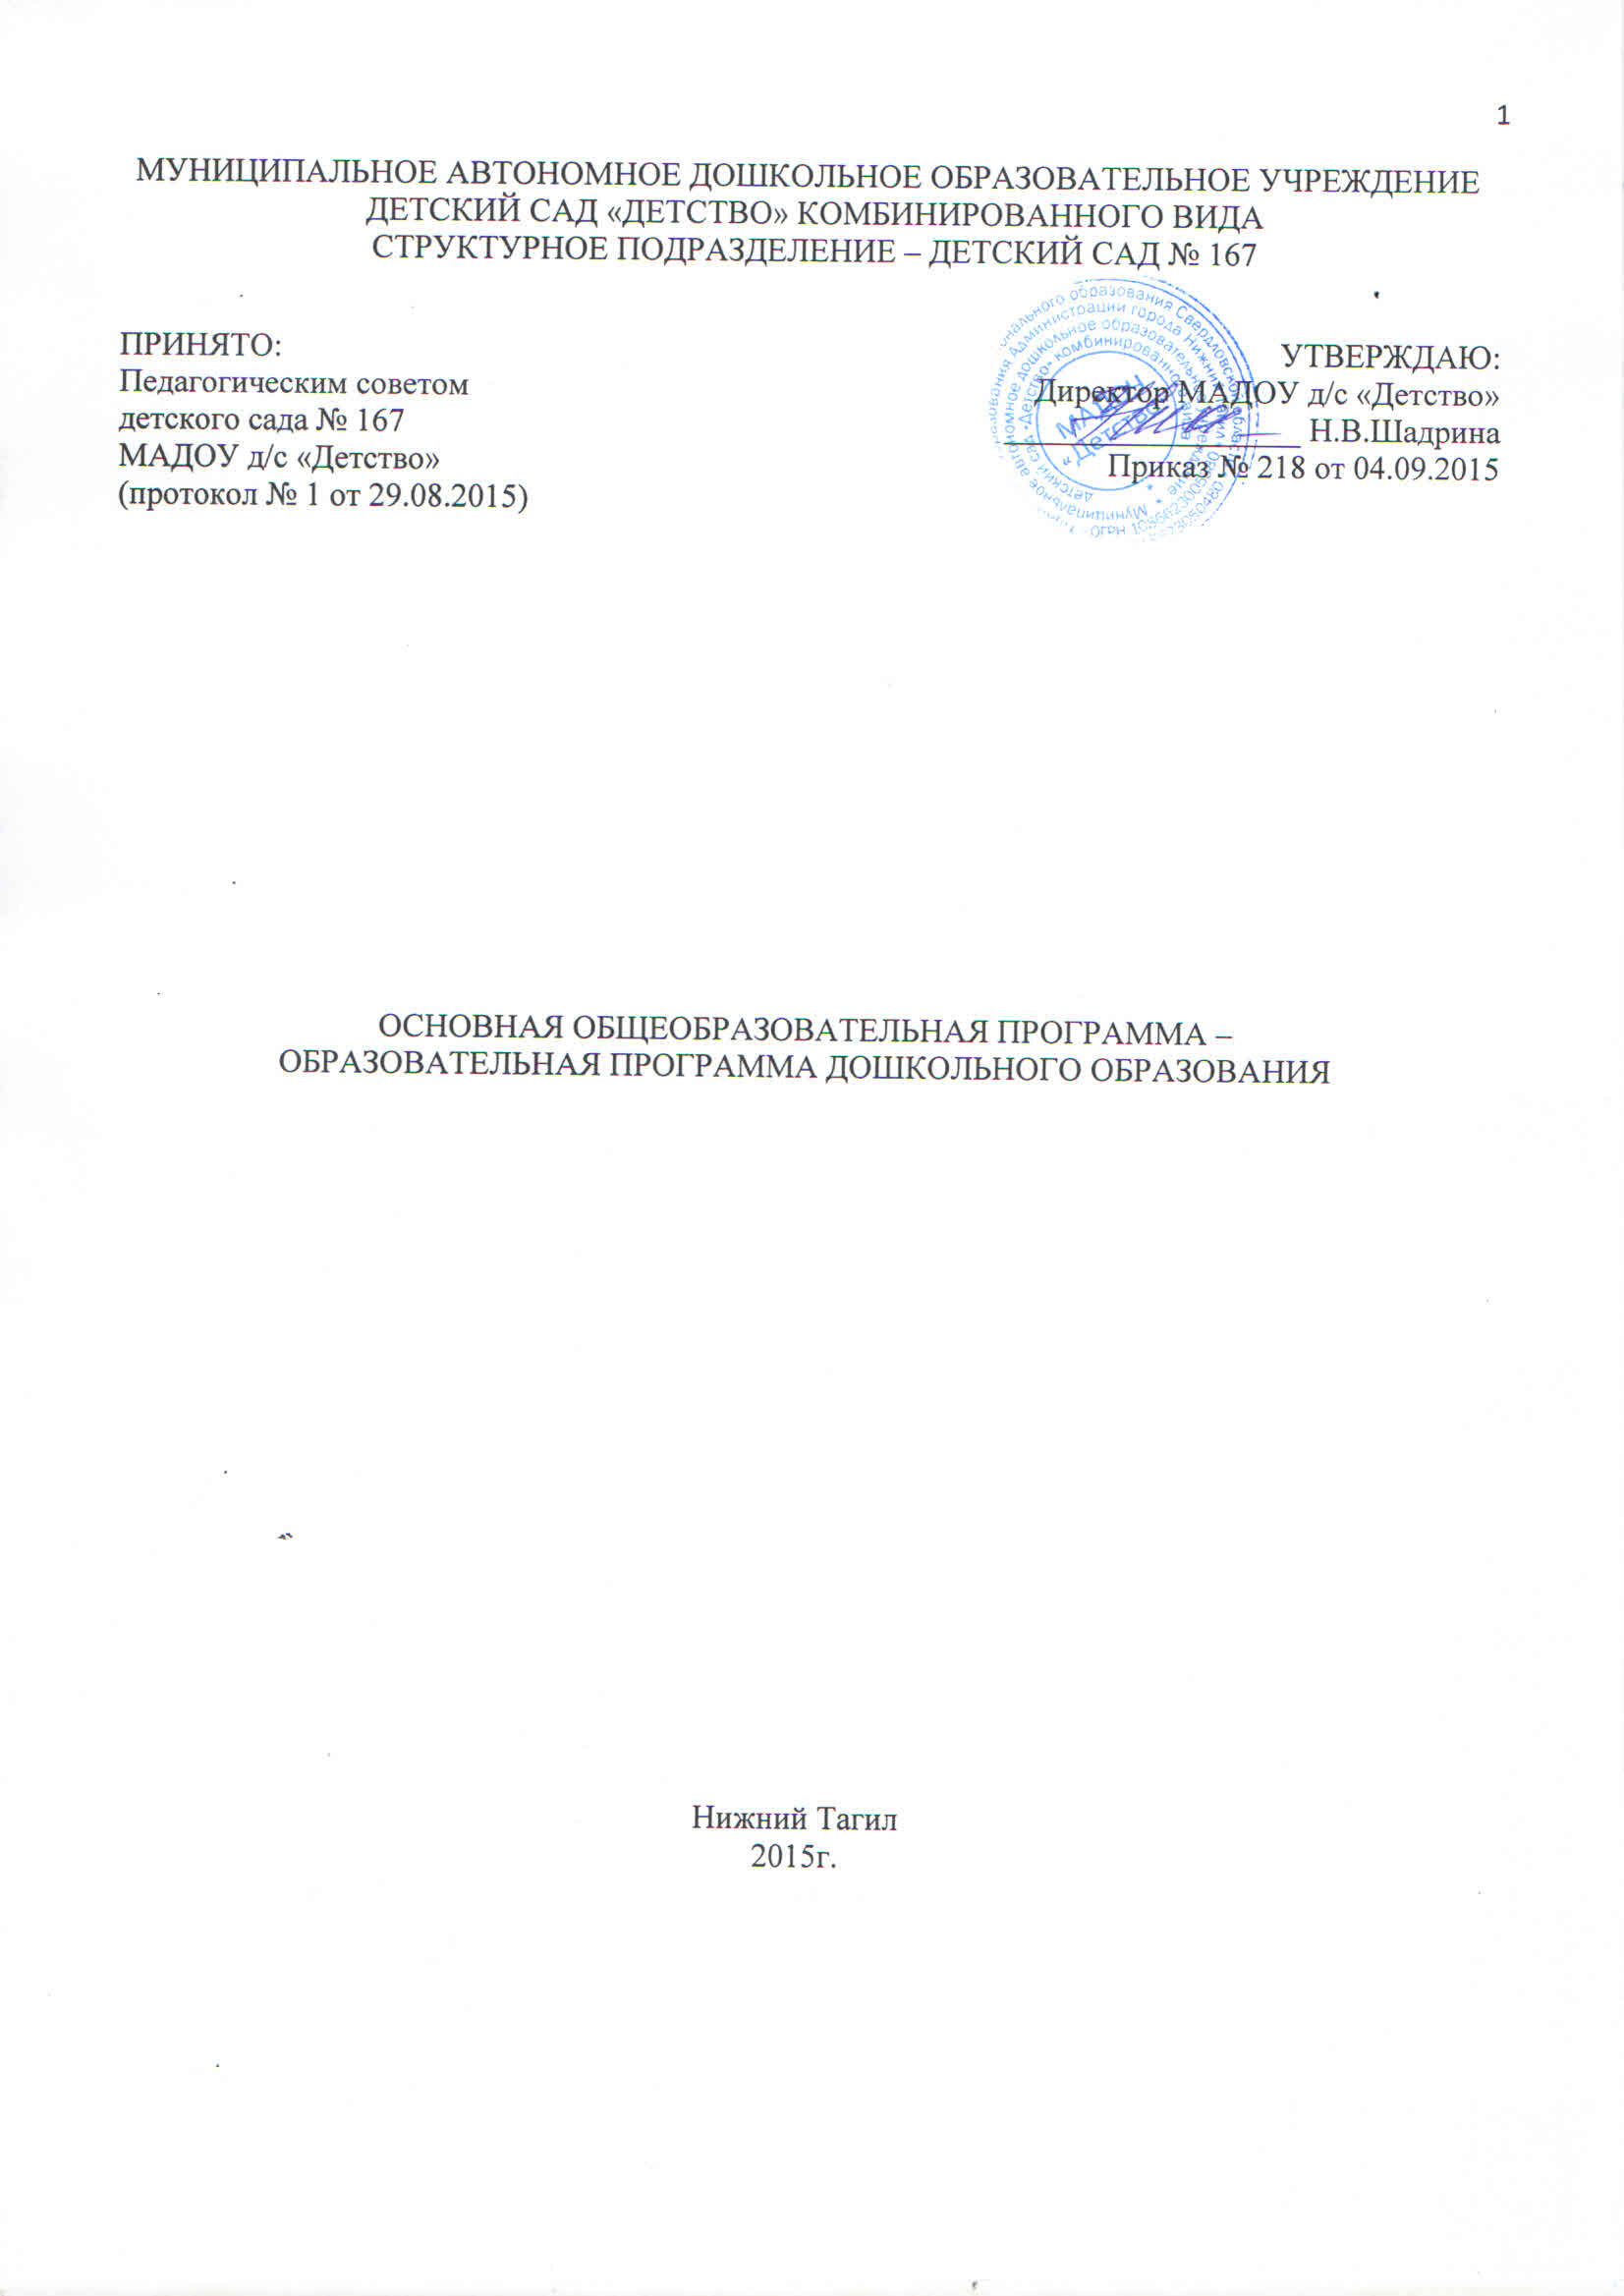 1
МУНИЦИПАЛЬНОЕ АВТОНОМНОЕ ДОШКОЛЬНОЕ ОБРАЗОВАТЕЛЬНОЕ УЧРЕЖДЕНИЕ
ДЕТСКИЙ САД «ДЕТСТВО» КОМБИНИРОВАННОГО ВИДА
СТРУКТУРНОЕ ПОДРАЗДЕЛЕНИЕ – ДЕТСКИЙ САД № 167
ПРИНЯТО:
Педагогическим советом
детского сада № 167
МАДОУ д/с «Детство»
(протокол № 1 от 29.08.2015)
УТВЕРЖДАЮ:
Директор МАДОУ д/с «Детство»
Н.В.Шадрина
Приказ № 218 от 04.09.2015
МАДОУ
«Детство»
ОСНОВНАЯ ОБЩЕОБРАЗОВАТЕЛЬНАЯ ПРОГРАММА –
ОБРАЗОВАТЕЛЬНАЯ ПРОГРАММА ДОШКОЛЬНОГО ОБРАЗОВАНИЯ
Нижний Тагил
2015г.